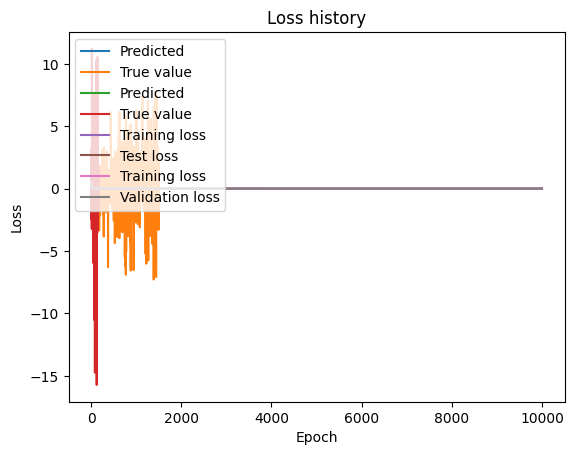 Loss history
Predicted
True value
Predicted
True value
Training loss
Test loss
Training loss
Validation loss
10
5
0
−5
−10
−15
Loss
0
2000
4000
6000
8000
10000
Epoch